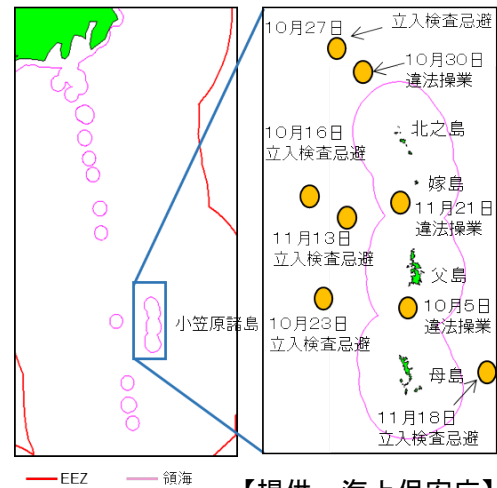 小笠原諸島
EEZ
領海
10月27日
立入検査忌避
10月30日
違法操業
北之島
10月16日
立入検査忌避
嫁島
11月21日
違法操業
11月13日
立入検査忌避
父島
10月23日
立入検査忌避
10月5日
違法操業
母島
11月18日
立入検査忌避